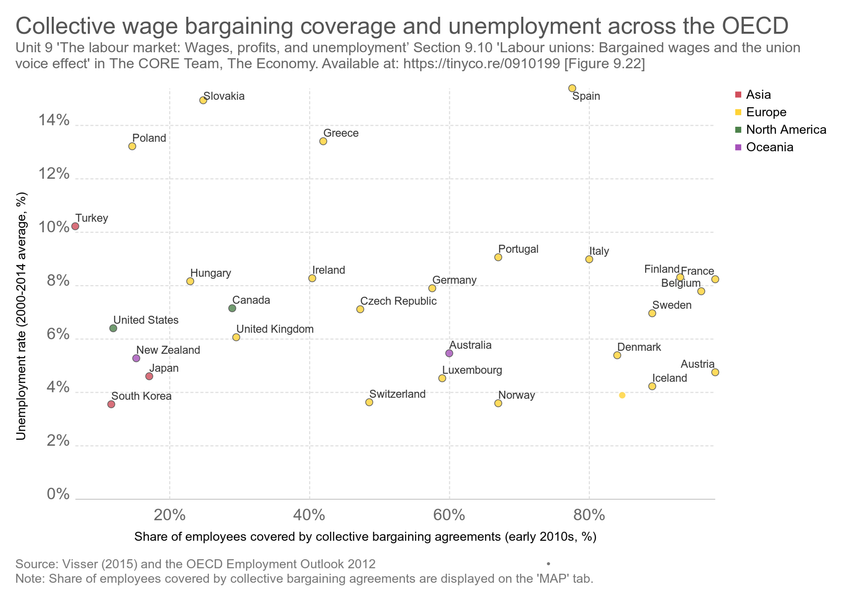 Collective wage bargaining coverage and unemployment across the OECD
Unit 9 'The labour market: Wages, profits, and unemployment' Section 9.10 'Labour unions: Bargained wages and the union
voice effect' in The CORE Team, The Economy. Available at: https://tinyco.re/0910199 [Figure 9.22]
Asia
Europe
North America
Oceania
Unemployment rate (2000-2014 average, %)
14%
12%
10%
8%
6%
4%
2%
0%
Slovakia
Spain
Poland
Greece
Turkey
Portugal
Italy
Hungary
Ireland
Germany
Finland
France
Belgium
Canada
Czech Republic
Sweden
United States
United Kingdom
New Zealand
Australia
Denmark
Japan
Luxembourg
Austria
Iceland
South Korea
Switzerland
Norway
20%
40%
60%
80%
Share of employees covered by collective bargaining agreements (early 2010s, %)
Source: Visser (2015) and the OECD Employment Outlook 2012
Note: Share of employees covered by collective bargaining agreements are displayed on the 'MAP' tab.